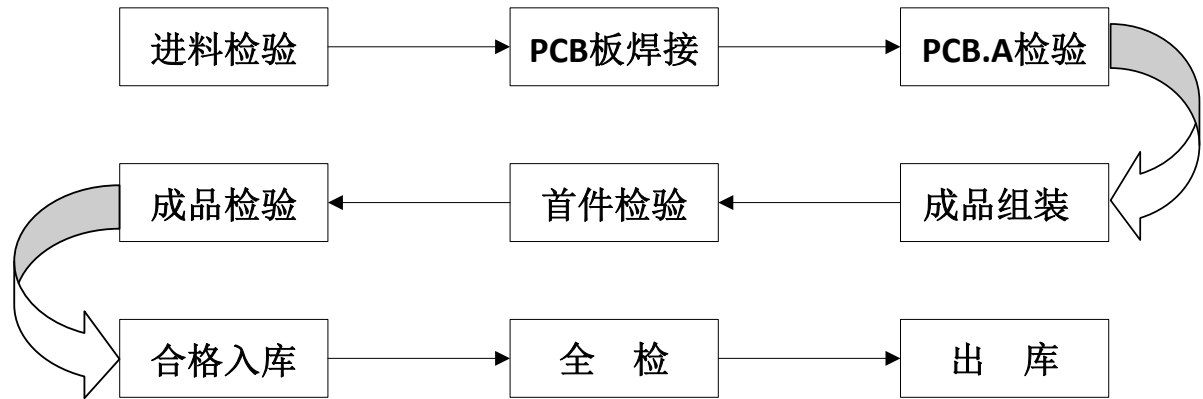 进料检验
PCB板焊接
PCB.A检验
成品组装
首件检验
成品检验
合格入库
全 检
出 库